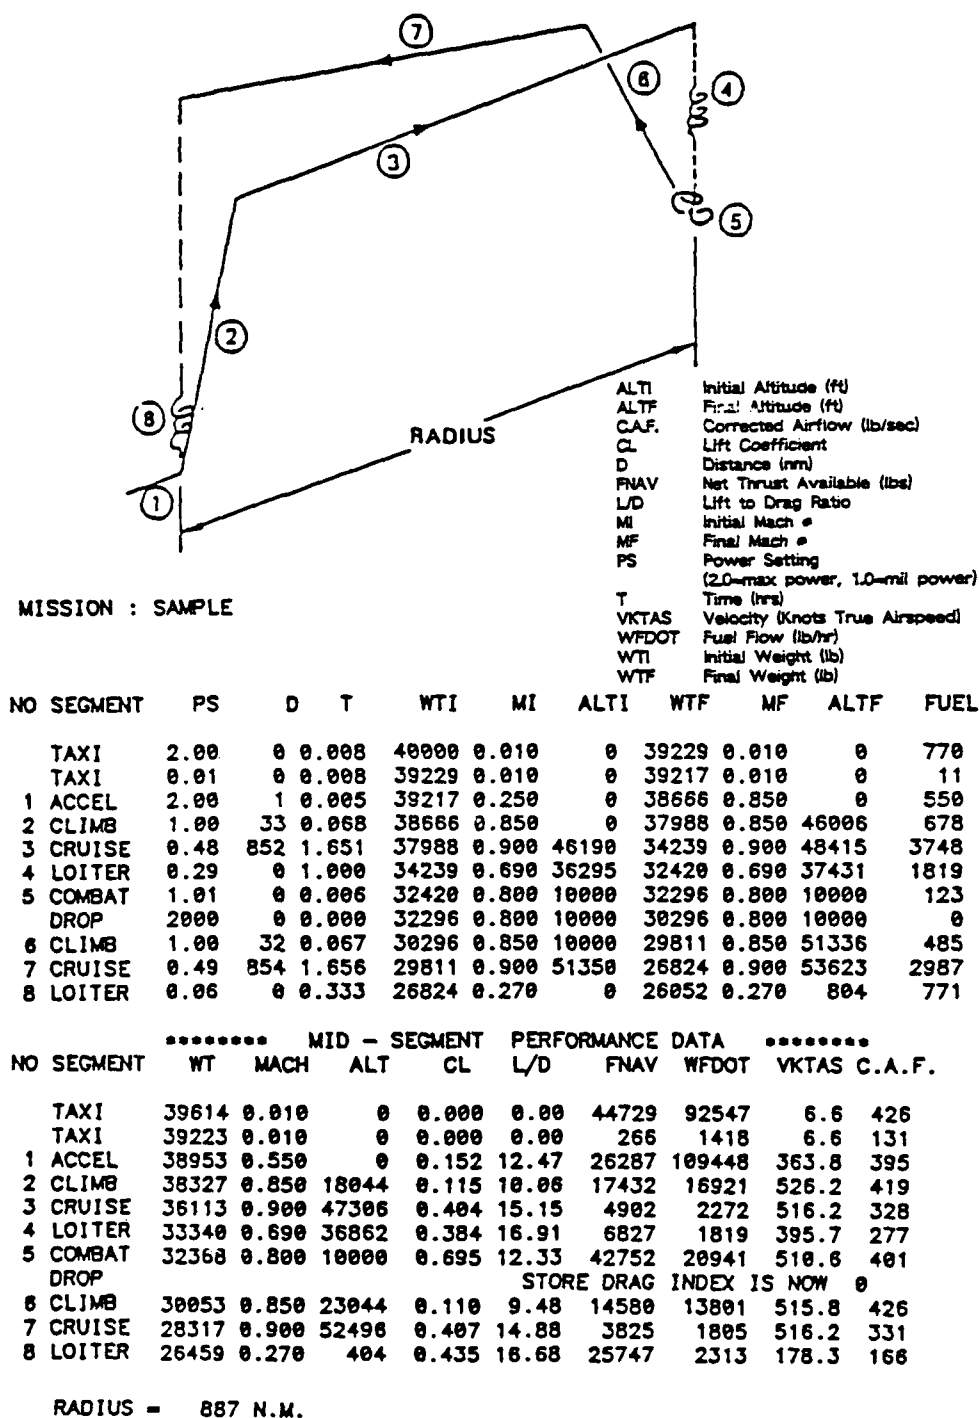 7
6
4
3
5
2
8
RADIUS
1
ALTI Initial Altitude (ft)
ALTF Final Altitude (ft)
C.A.F. Corrected Airflow (lb/sec)
CL Lift Coefficient
D Distance (nm)
FNAV Net Thrust Available (lbs)
L/D Lift to Drag Ratio
MI Initial Mach #
MF Final Mach #
PS Power Setting
(2.0=max power, 1.0=mil power)
T Time (hrs)
VKTAS Velocity (Knots True Airspeed)
WFDOT Fuel Flow (lb/hr)
WTI Initial Weight (lb)
WTF Final Weight (lb)
MISSION : SAMPLE
NO SEGMENT PS D T WTI MI ALTI WTF MF ALTF FUEL
TAXI 2.00 0 0.008 40000 0.010 0 39229 0.010 0 770
TAXI 0.01 0 0.008 39229 0.010 0 39217 0.010 0 11
1 ACCEL 2.00 1 0.005 39217 0.250 0 38666 0.850 0 550
2 CLIMB 1.00 33 0.068 38666 0.850 0 37988 0.850 46006 678
3 CRUISE 0.48 852 1.651 37988 0.900 46190 34239 0.900 48415 3748
4 LOITER 0.29 0 1.000 34239 0.690 36295 32420 0.690 37431 1819
5 COMBAT 1.01 0 0.006 32420 0.800 10000 32296 0.800 10000 123
DROP 2000 0 0.000 32296 0.800 10000 30296 0.800 10000 0
6 CLIMB 1.00 32 0.067 30296 0.850 10000 29811 0.850 51336 485
7 CRUISE 0.49 854 1.656 29811 0.900 51350 26824 0.900 53623 2987
8 LOITER 0.06 0 0.333 26824 0.270 0 26052 0.270 804 771
******** MID - SEGMENT PERFORMANCE DATA ********
NO SEGMENT WT MACH ALT CL L/D FNAV WFDOT VKTAS C.A.F.
TAXI 39614 0.010 0 0.000 0.00 44729 92547 6.6 426
TAXI 39223 0.010 0 0.000 0.00 266 1418 6.6 131
1 ACCEL 38953 0.550 0 0.152 12.47 26287 109448 363.8 395
2 CLIMB 38327 0.850 18044 0.115 10.06 17432 16921 526.2 419
3 CRUISE 36113 0.900 47306 0.404 15.15 4902 2272 516.2 328
4 LOITER 33340 0.690 36862 0.384 16.91 6827 1819 395.7 277
5 COMBAT 32368 0.800 10000 0.695 12.33 42752 20941 510.6 401
DROP STORE DRAG INDEX IS NOW 0
6 CLIMB 30053 0.850 23044 0.110 9.48 14580 13801 515.8 426
7 CRUISE 28317 0.900 52496 0.407 14.88 3825 1805 516.2 331
8 LOITER 26459 0.270 404 0.435 16.68 25747 2313 178.3 166
RADIUS = 887 N.M.